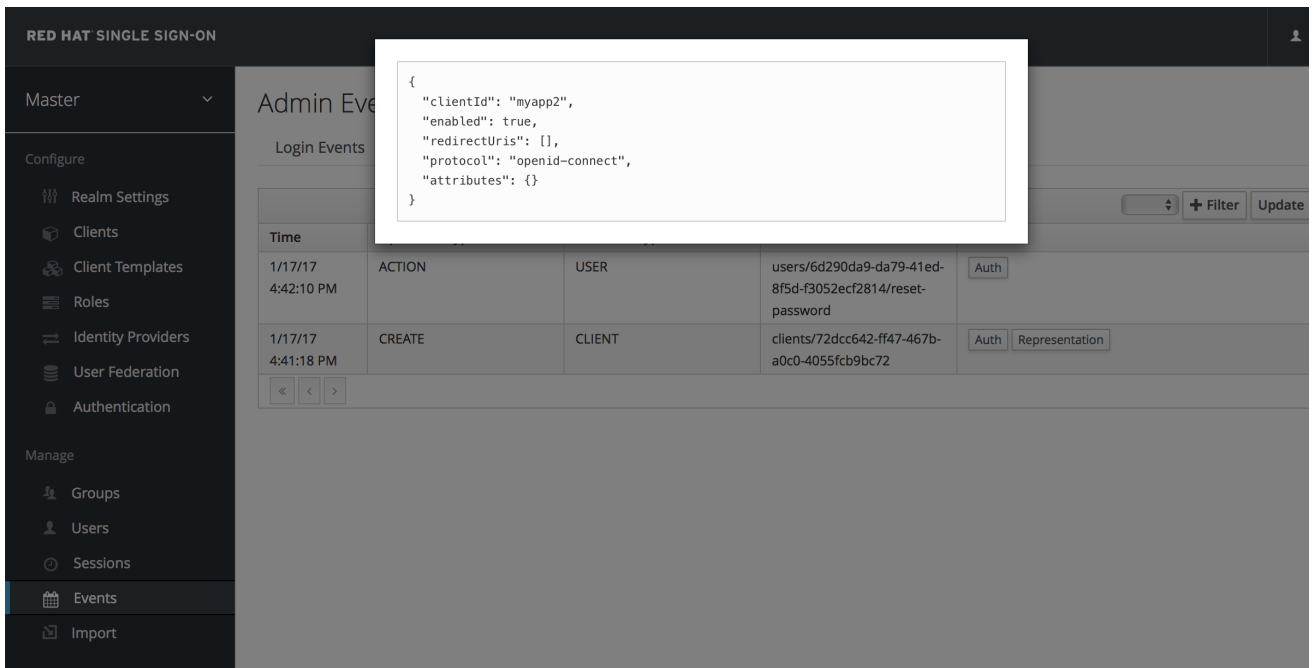 RED HAT SINGLE SIGN-ON
Master
Configure
Realm Settings
Clients
Client Templates
Roles
Identity Providers
User Federation
Authentication
Manage
Groups
Users
Sessions
Events
Import
{
"clientId": "myapp2",
"enabled": true,
"redirectUris": [],
"protocol": "openid-connect",
"attributes": {}
}
Admin
Login Events
Filter Update
Time
1/17/17 ACTION USER users/6d290da9-da79-41ed- Auth
4:42:10 PM 8f5d-f3052ecf2814/reset-
password
1/17/17 CREATE CLIENT clients/72dcc642-ff47-467b- Auth Representation
4:41:18 PM a0c0-4055fcb9bc72
« < >